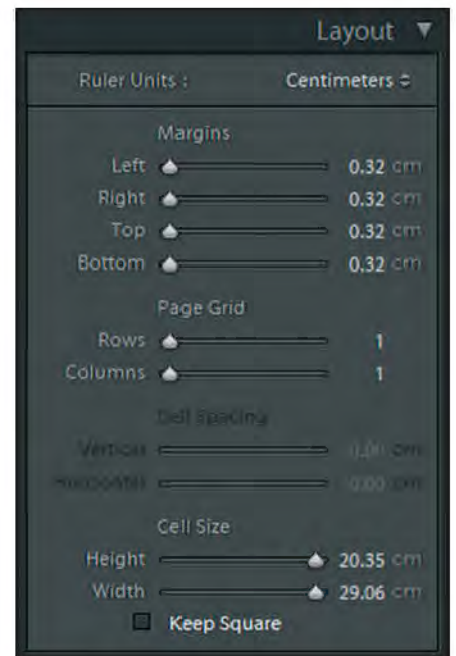 Layout ▼
Ruler Units : Centimeters
Margins
Left 0.32 cm
Right 0.32 cm
Top 0.32 cm
Bottom 0.32 cm
Page Grid
Rows 1
Columns 1
Cell Spacing
Vertical 0.00 cm
Horizontal 0.00 cm
Cell Size
Height 20.35 cm
Width 29.06 cm
Keep Square